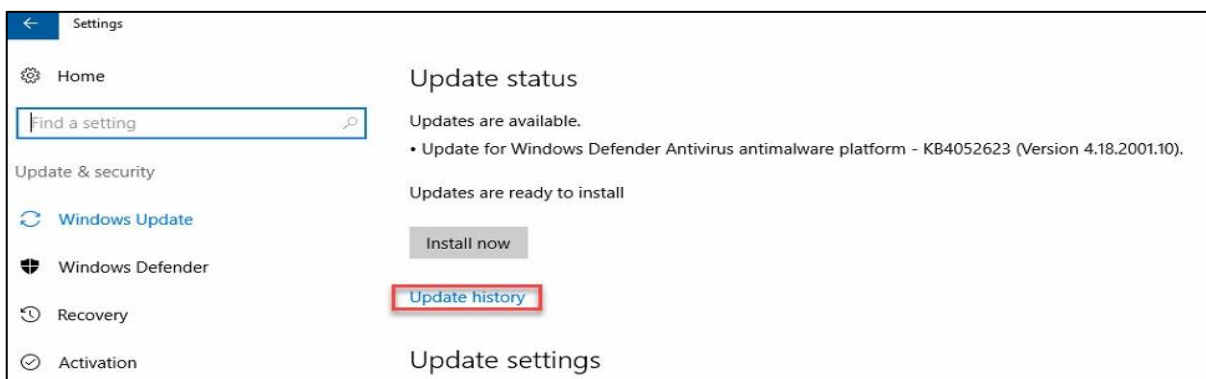 Settings
Home
Find a setting
Update & security
Windows Update
Windows Defender
Recovery
Activation
Update status
Updates are available.
• Update for Windows Defender Antivirus antimalware platform - KB4052623 (Version 4.18.2001.10).
Updates are ready to install
Install now
Update history
Update settings